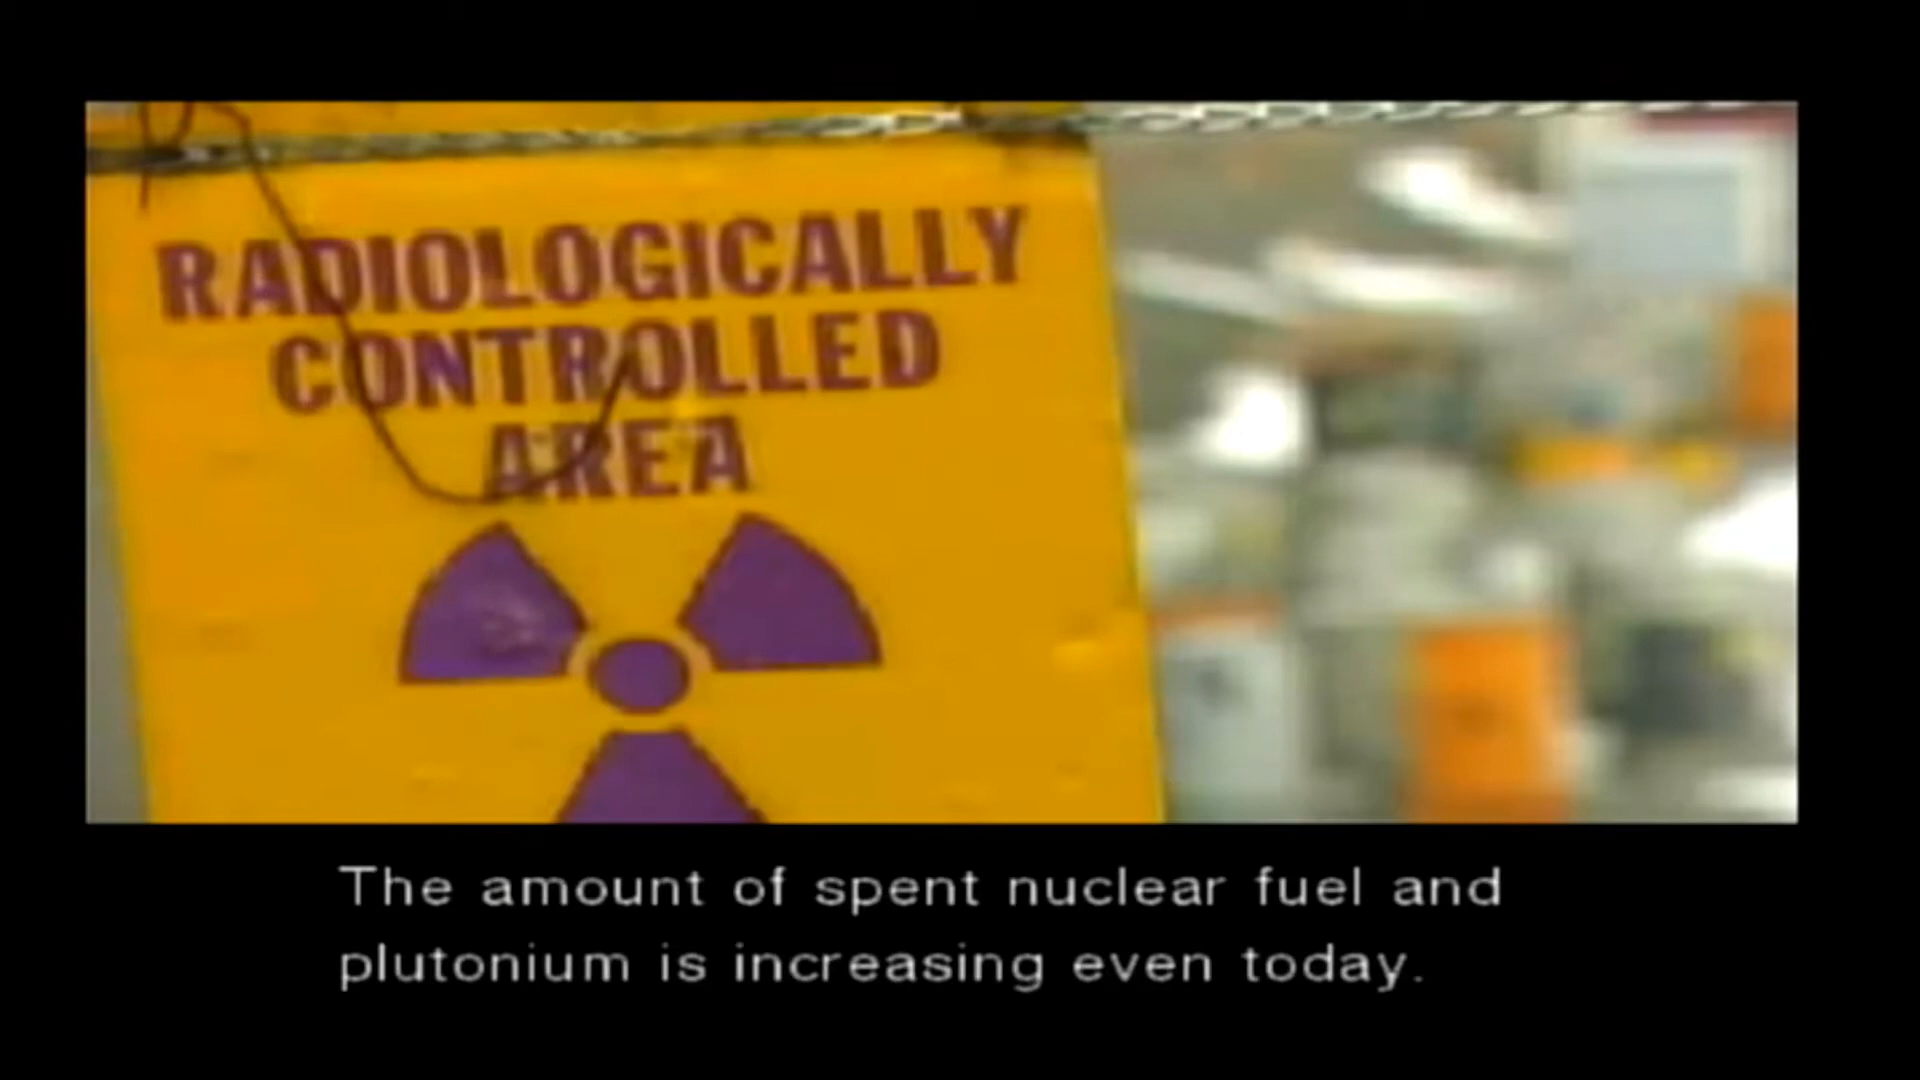 RADIOLOGICALLY
CONTROLLED
AREA
The amount of spent nuclear fuel and
plutonium is increasing even today.